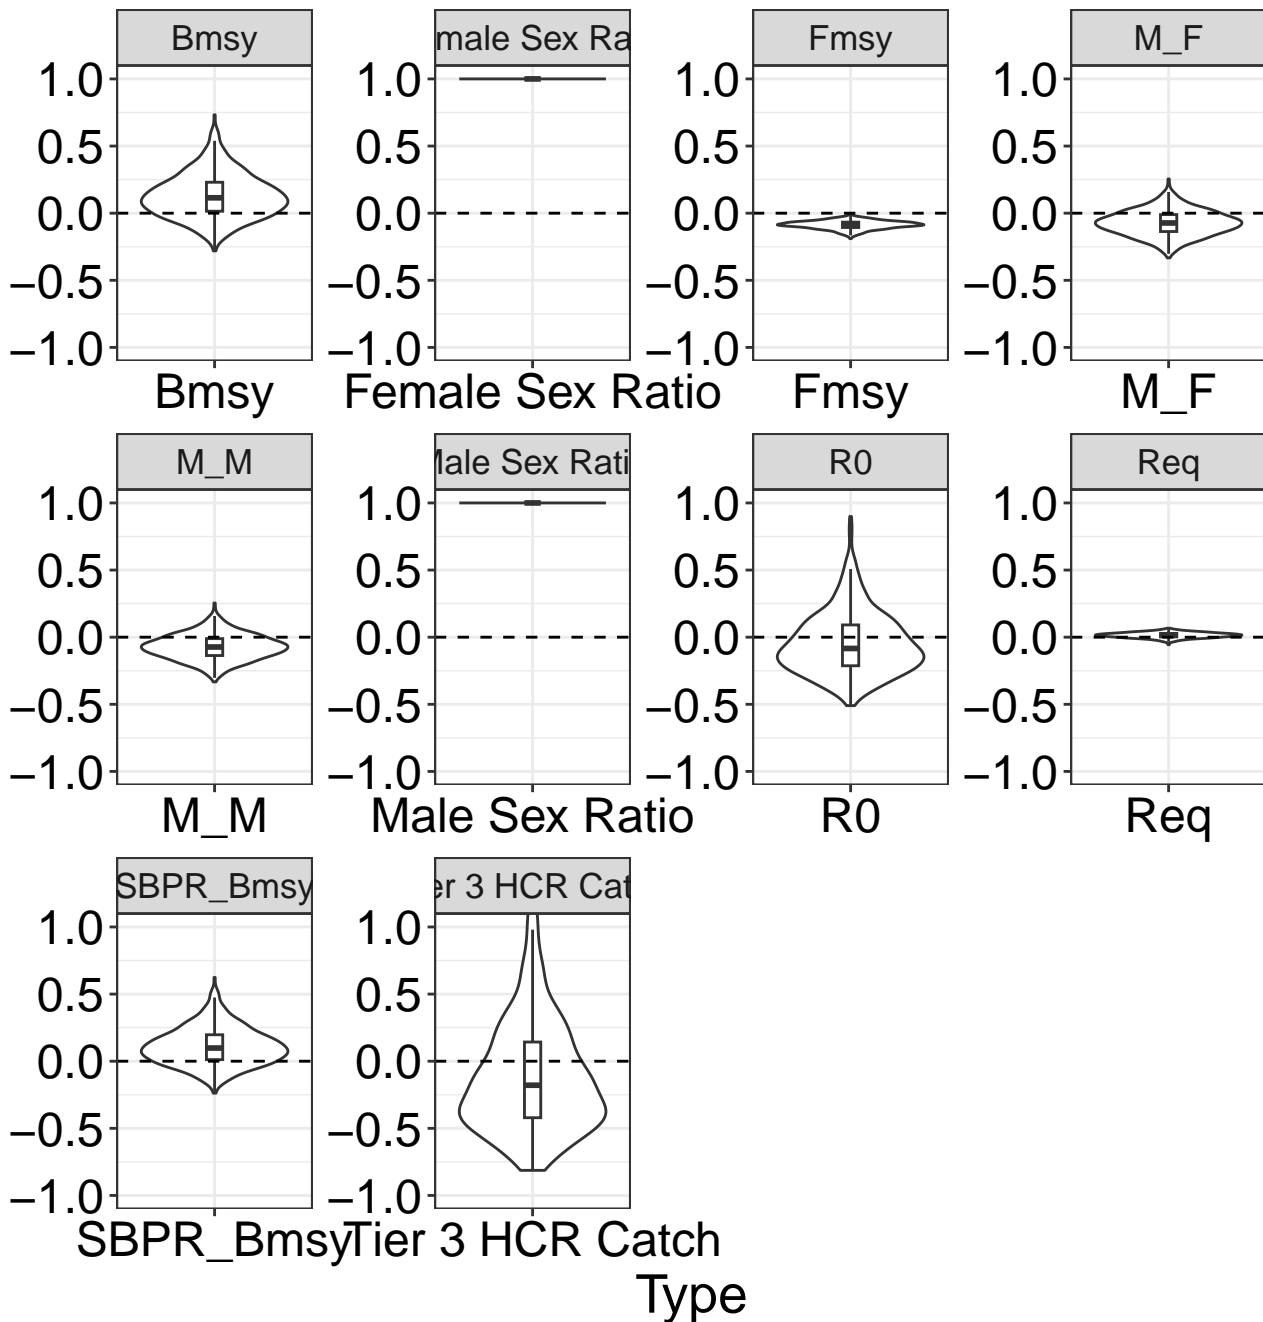 Bmsy male Sex Ra Fmsy M_F
1.0 1.0 1.0 1.0
0.5 0.5 0.5 0.5
0.0 0.0 0.0 0.0
−0.5 −0.5 −0.5 −0.5
−1.0 −1.0 −1.0 −1.0
Bmsy Female Sex Ratio Fmsy M_F
M_M Male Sex Rati R0 Req
1.0 1.0 1.0 1.0
0.5 0.5 0.5 0.5
0.0 0.0 0.0 0.0
−0.5 −0.5 −0.5 −0.5
−1.0 −1.0 −1.0 −1.0
M_M Male Sex Ratio R0 Req
SBPR_Bmsy er 3 HCR Cat
1.0 1.0
0.5 0.5
0.0 0.0
−0.5 −0.5
−1.0 −1.0
SBPR_Bmsy Tier 3 HCR Catch
Type